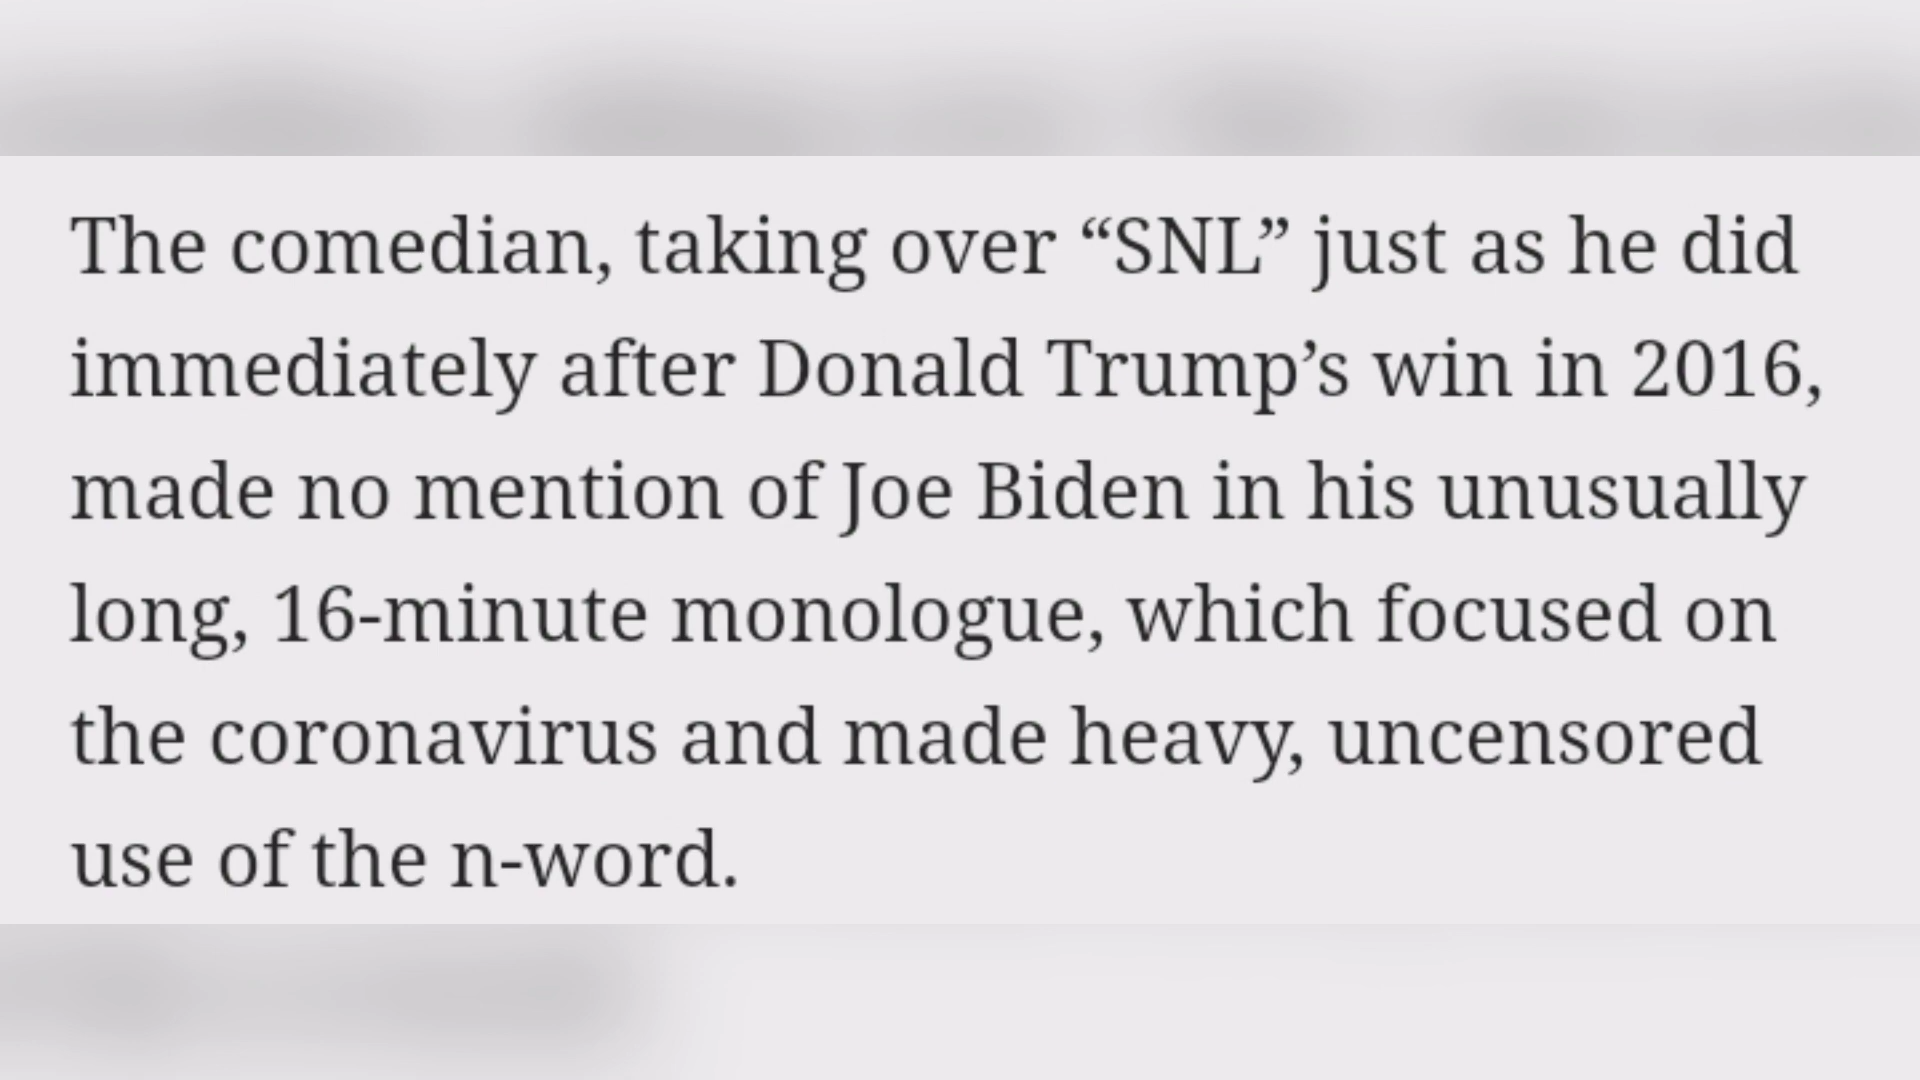 The comedian, taking over “SNL” just as he did
immediately after Donald Trump’s win in 2016,
made no mention of Joe Biden in his unusually
long, 16-minute monologue, which focused on
the coronavirus and made heavy, uncensored
use of the n-word.